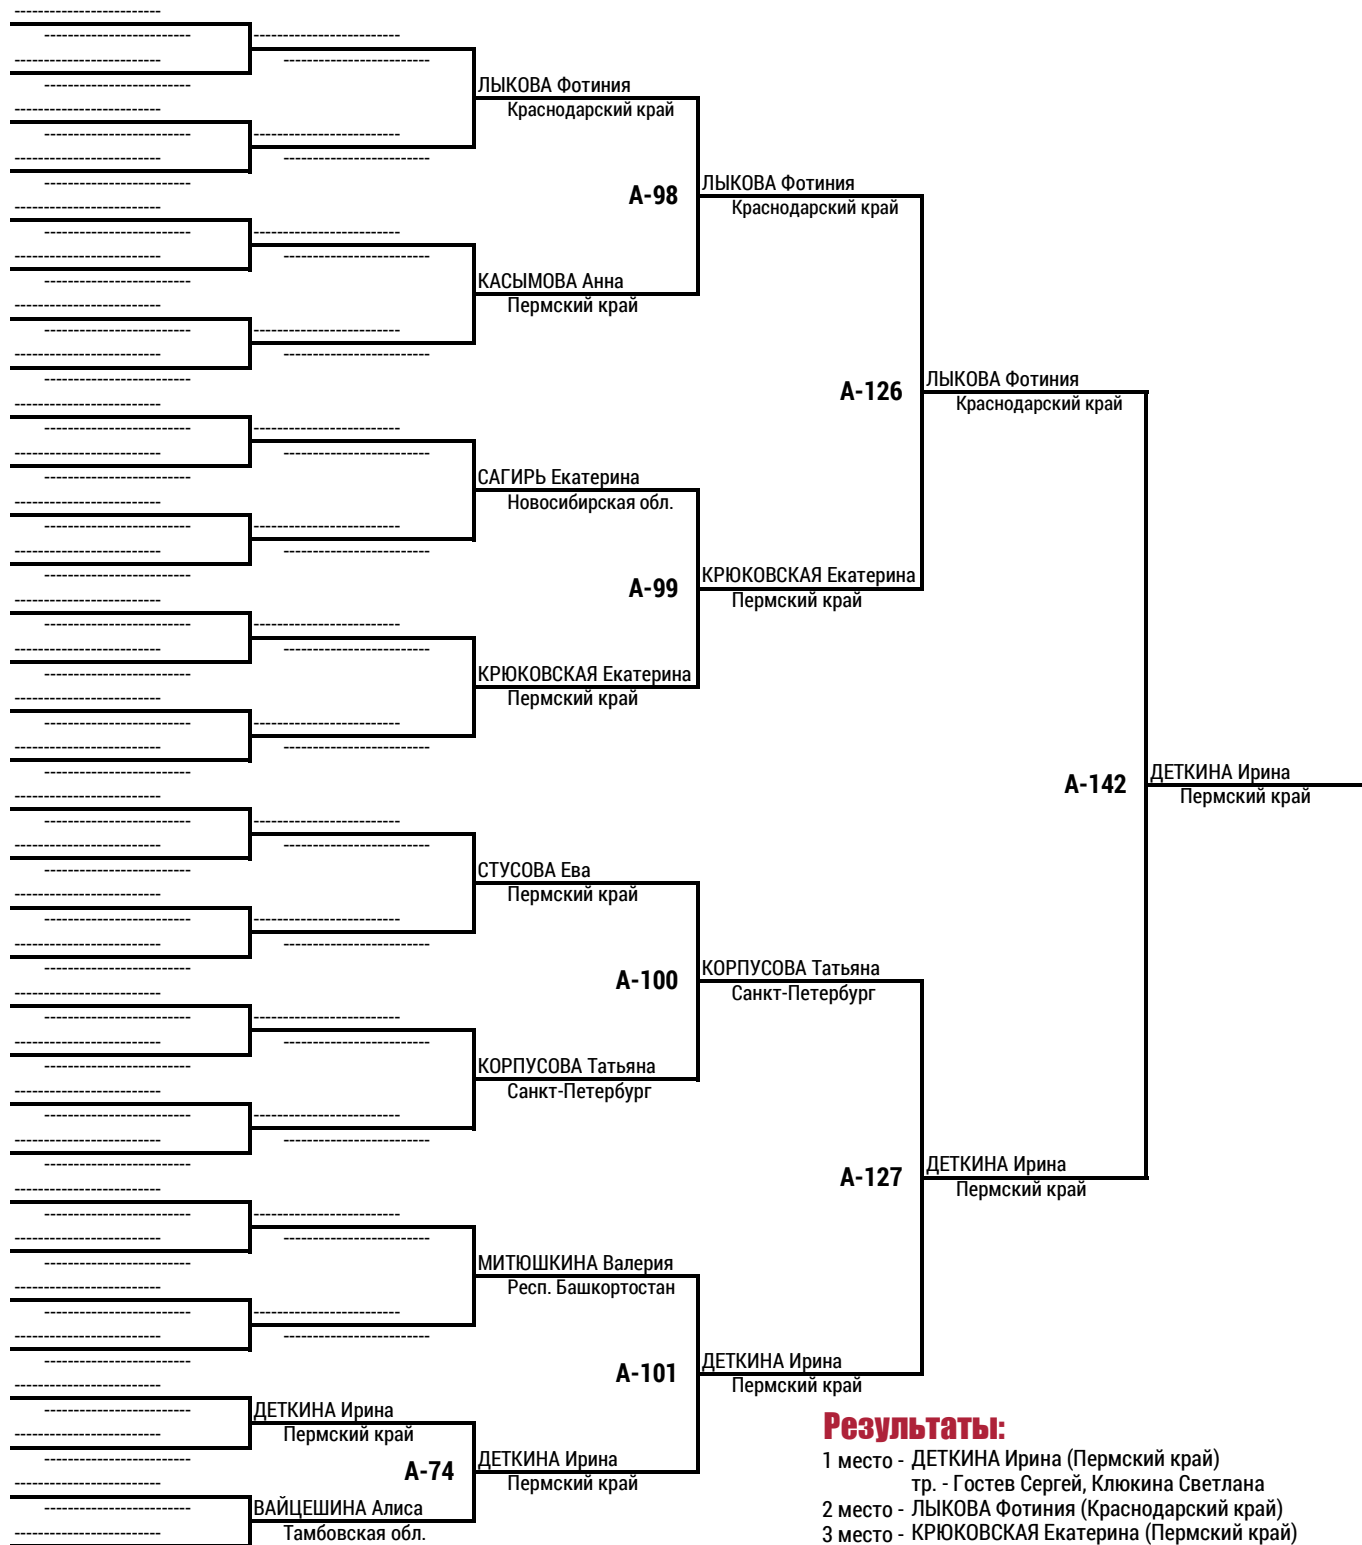 ЛЫКОВА Фотиния
Краснодарский край
А-98
ЛЫКОВА Фотиния
Краснодарский край
КАСЫМОВА Анна
Пермский край
А-126
ЛЫКОВА Фотиния
Краснодарский край
САГИРЬ Екатерина
Новосибирская обл.
А-99
КРЮКОВСКАЯ Екатерина
Пермский край
КРЮКОВСКАЯ Екатерина
Пермский край
А-142
ДЕТКИНА Ирина
Пермский край
СТУСОВА Ева
Пермский край
А-100
КОРПУСОВА Татьяна
Санкт-Петербург
КОРПУСОВА Татьяна
Санкт-Петербург
А-127
ДЕТКИНА Ирина
Пермский край
МИТЮШКИНА Валерия
Респ. Башкортостан
А-101
ДЕТКИНА Ирина
Пермский край
ДЕТКИНА Ирина
Пермский край
А-74
ДЕТКИНА Ирина
Пермский край
ВАЙЦЕШИНА Алиса
Тамбовская обл.
Результаты:
1 место - ДЕТКИНА Ирина (Пермский край)
тр. - Гостев Сергей, Клюкина Светлана
2 место - ЛЫКОВА Фотиния (Краснодарский край)
3 место - КРЮКОВСКАЯ Екатерина (Пермский край)